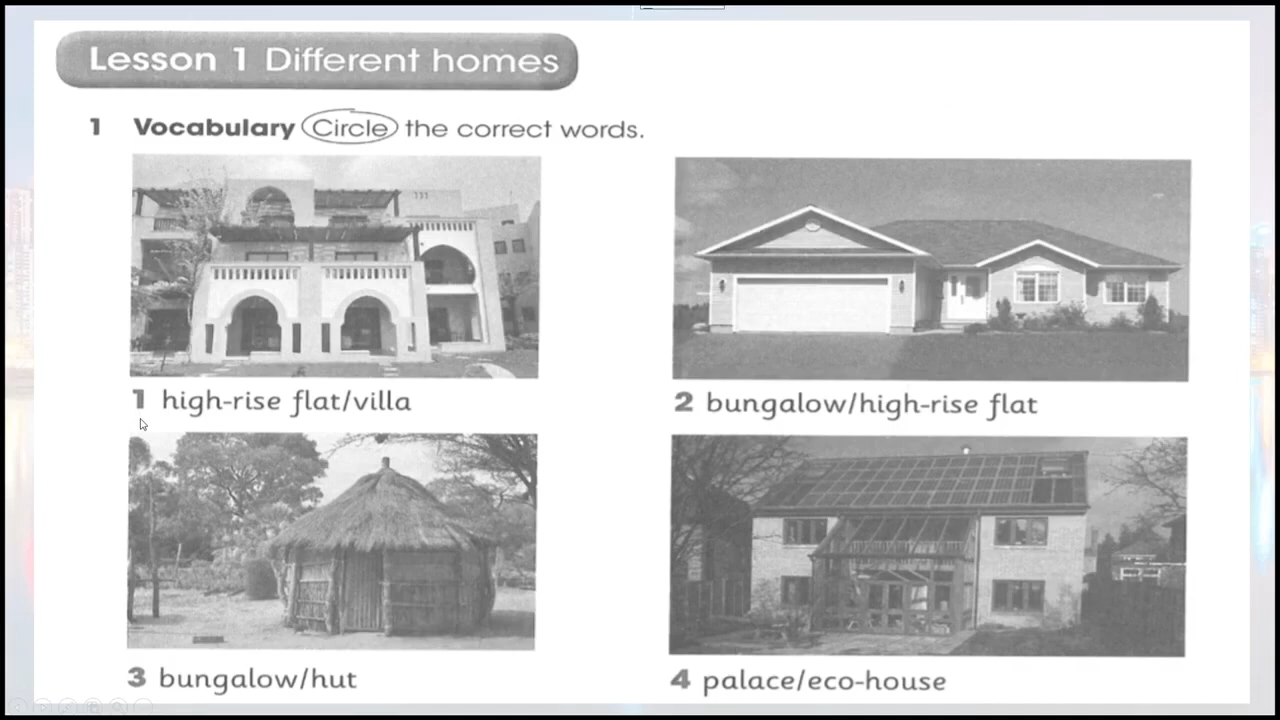 Lesson 1 Different homes
1 Vocabulary Circle the correct words.
1 high-rise flat/villa
2 bungalow/high-rise flat
3 bungalow/hut
4 palace/eco-house